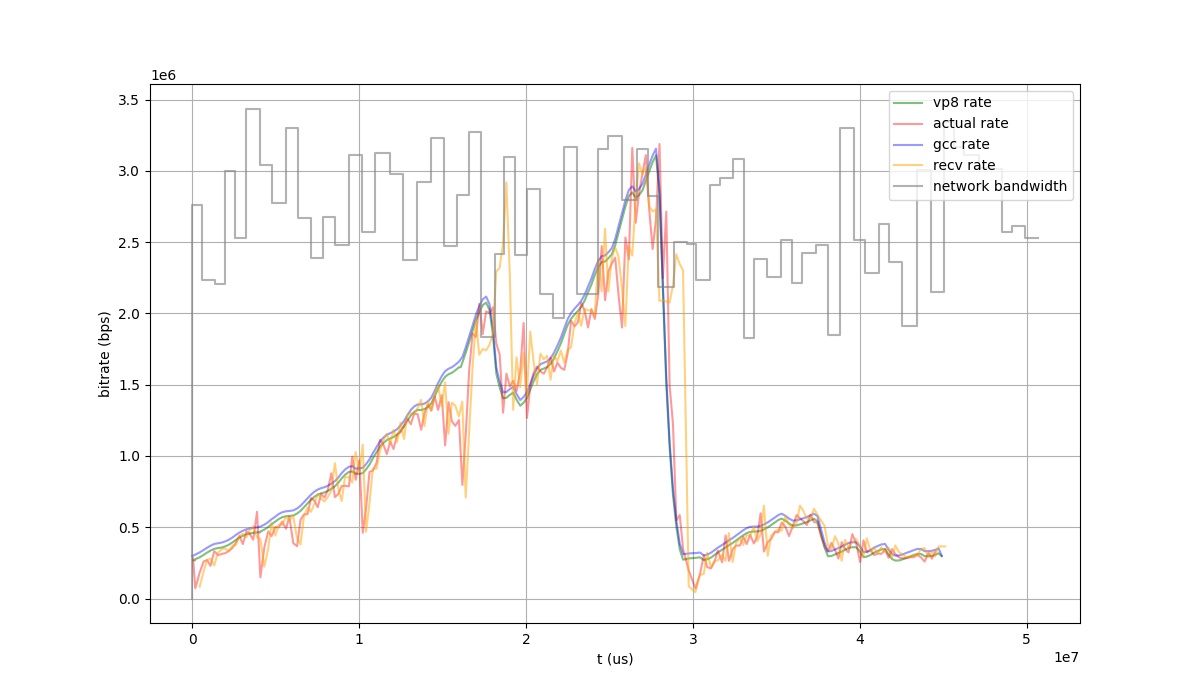 1e6
3.5
3.0
2.5
2.0
1.5
1.0
0.5
0.0
bitrate (bps)
vp8 rate
actual rate
gcc rate
recv rate
network bandwidth
0
1
2
3
4
5
1e7
t (us)